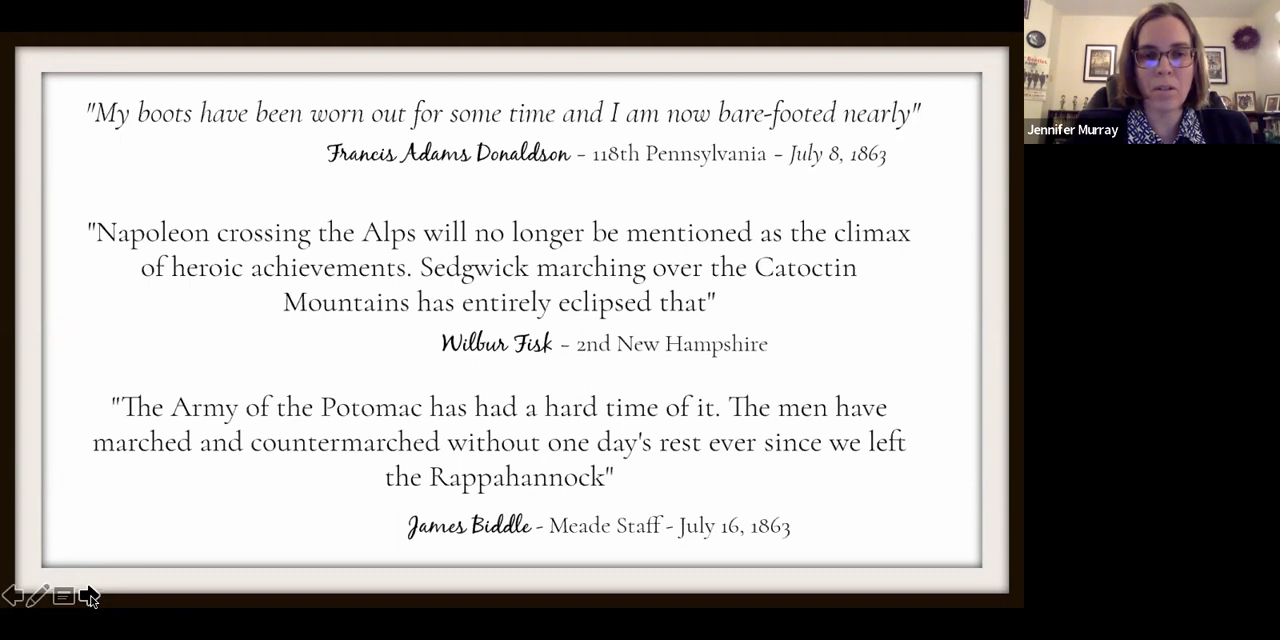 "My boots have been worn out for some time and I am now bare-footed nearly"
Francis Adams Donaldson - 118th Pennsylvania - July 8, 1863
"Napoleon crossing the Alps will no longer be mentioned as the climax
of heroic achievements. Sedgwick marching over the Catoctin
Mountains has entirely eclipsed that"
Wilbur Fisk - 2nd New Hampshire
"The Army of the Potomac has had a hard time of it. The men have
marched and countermarched without one day's rest ever since we left
the Rappahannock"
James Biddle - Meade Staff - July 16, 1863
Jennifer Murray